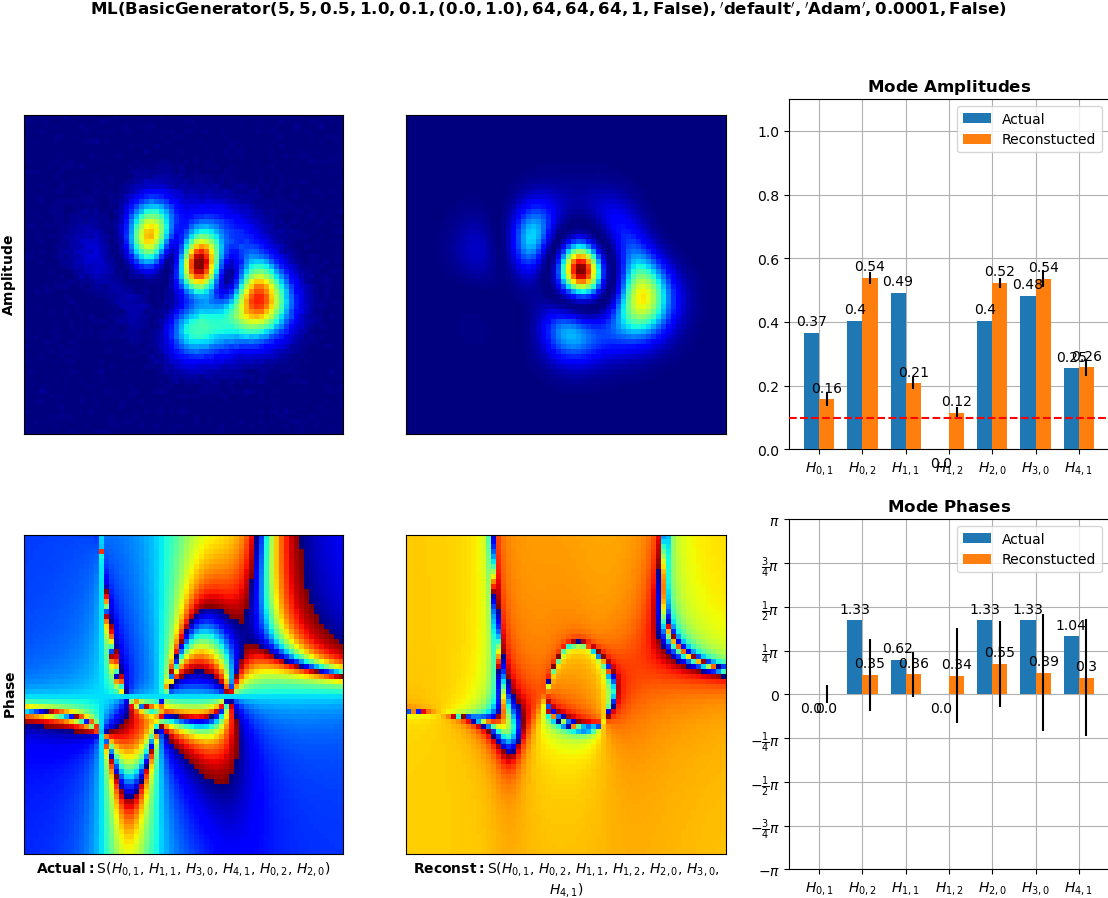 ML(BasicGenerator(5, 5, 0.5, 1.0, 0.1, (0.0, 1.0), 64, 64, 64, 1, False), ′default′, ′Adam′, 0.0001, False)
Amplitude
Mode Amplitudes
Actual
Reconstucted
1.0
0.8
0.6
0.4
0.2
0.0
0.37
0.16
0.4
0.54
0.49
0.21
0.0
0.12
0.4
0.52
0.48
0.54
0.25
0.26
H0,1 H0,2 H1,1 H1,2 H2,0 H3,0 H4,1
Phase
Actual: S(H0,1, H1,1, H3,0, H4,1, H0,2, H2,0)
Reconst: S(H0,1, H0,2, H1,1, H1,2, H2,0, H3,0,
H4,1)
Mode Phases
Actual
Reconstucted
π
3/4π
1/2π
1/4π
0
−1/4π
−1/2π
−3/4π
−π
0.0
0.0
1.33
0.35
0.62
0.36
0.0
0.34
1.33
0.55
1.33
0.39
1.04
0.3
H0,1 H0,2 H1,1 H1,2 H2,0 H3,0 H4,1